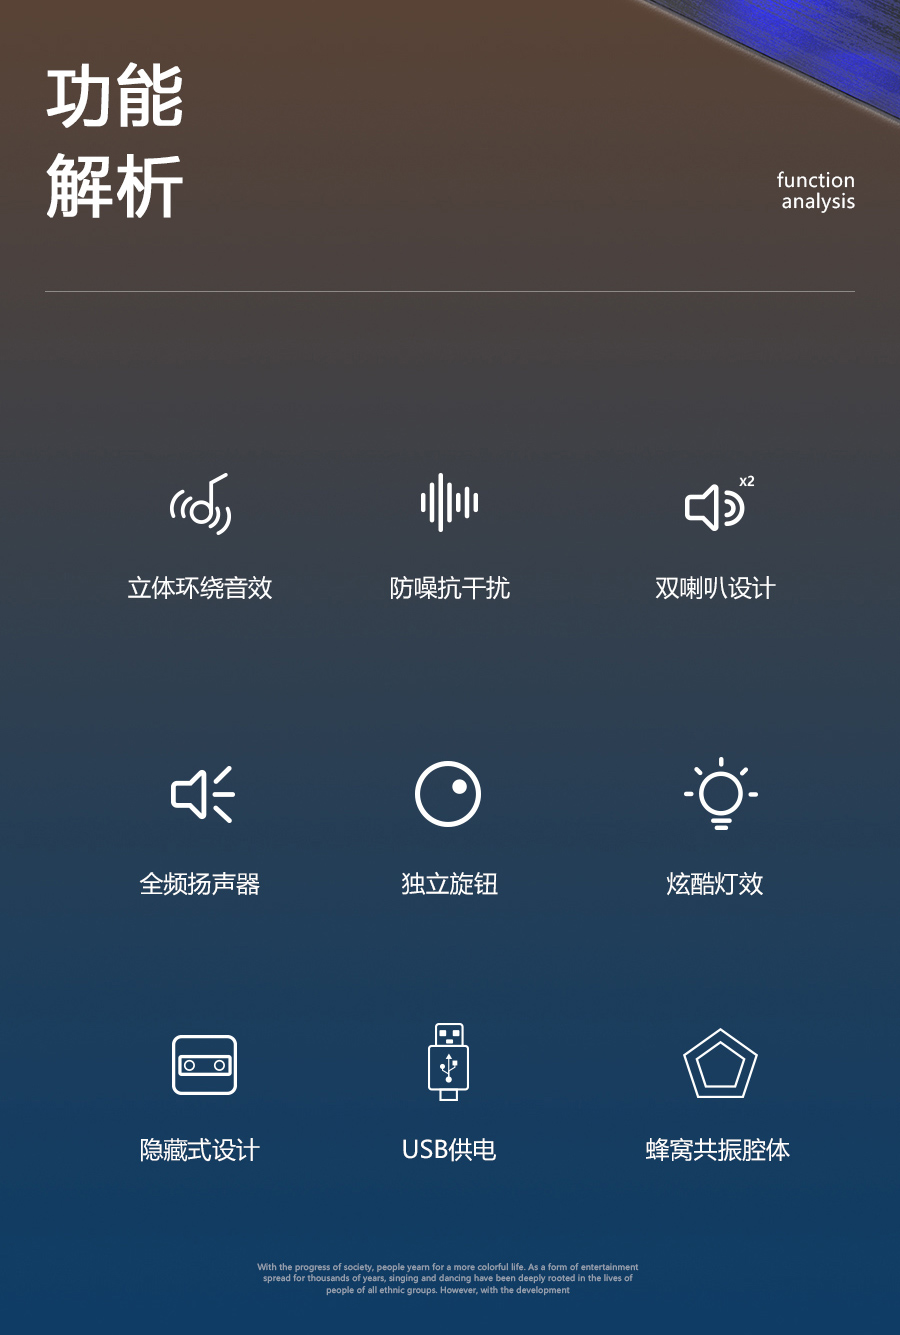 功能
解析
function
analysis
x2
立体环绕音效
防噪抗干扰
双喇叭设计
全频扬声器
独立旋钮
炫酷灯效
隐藏式设计
USB供电
蜂窝共振腔体
With the progress of society, people yearn for a more colorful life. As a form of entertainment
spread for thousands of years, singing and dancing have been deeply rooted in the lives of
people of all ethnic groups. However, with the development